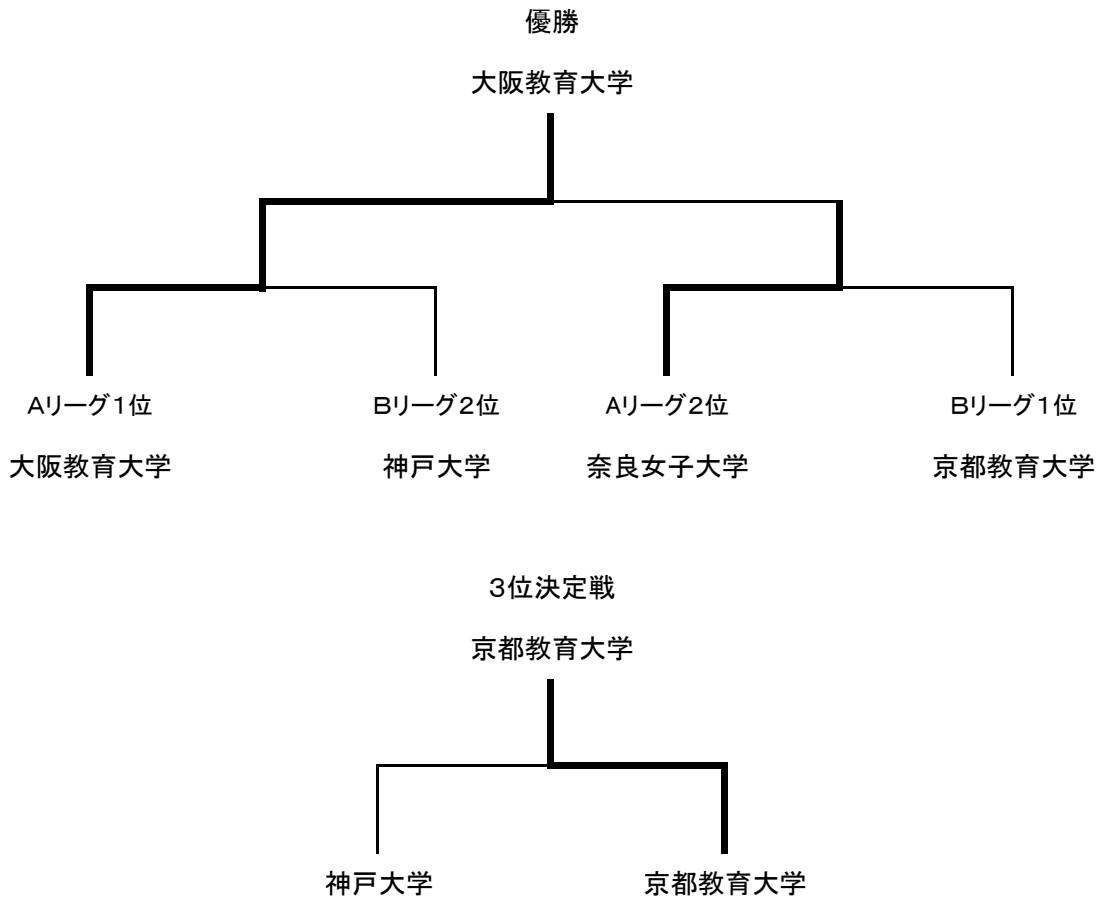 優勝
大阪教育大学
Aリーグ1位
Bリーグ2位
Aリーグ2位
Bリーグ1位
大阪教育大学
神戸大学
奈良女子大学
京都教育大学
3位決定戦
京都教育大学
神戸大学
京都教育大学